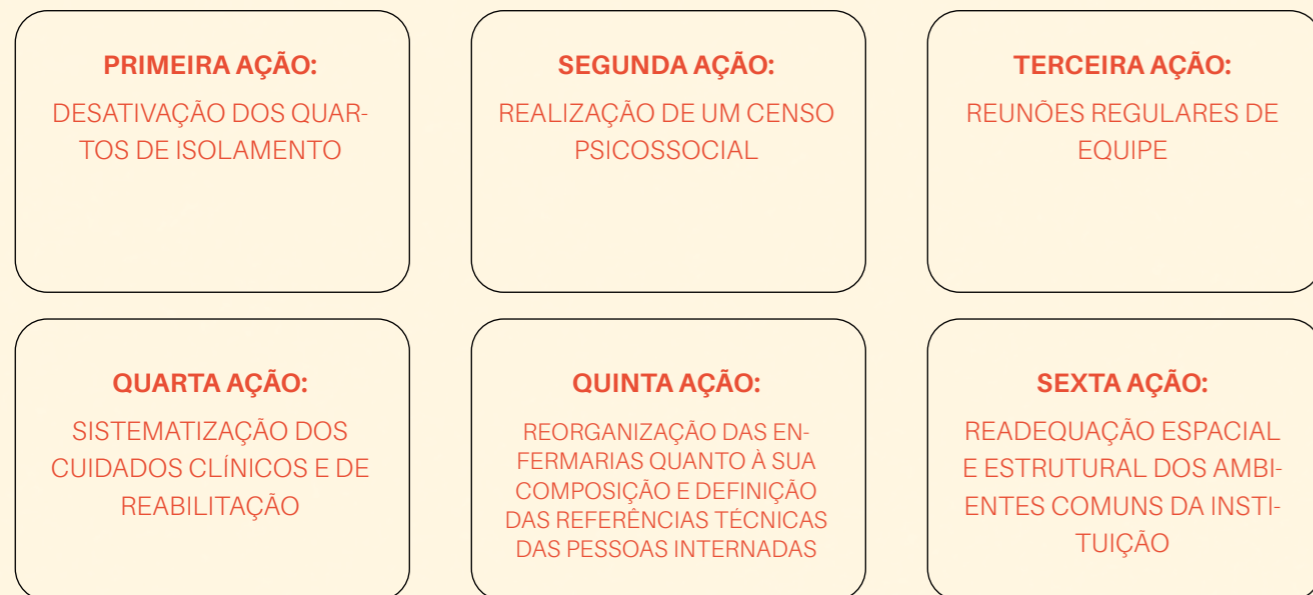 PRIMEIRA AÇÃO:
DESATIVAÇÃO DOS QUAR-
TOS DE ISOLAMENTO
SEGUNDA AÇÃO:
REALIZAÇÃO DE UM CENSO
PSICOSSOCIAL
TERCEIRA AÇÃO:
REUNÕES REGULARES DE
EQUIPE
QUARTA AÇÃO:
SISTEMATIZAÇÃO DOS
CUIDADOS CLÍNICOS E DE
REABILITAÇÃO
QUINTA AÇÃO:
REORGANIZAÇÃO DAS EN-
FERMARIAS QUANTO À SUA
COMPOSIÇÃO E DEFINIÇÃO
DAS REFERÊNCIAS TÉCNICAS
DAS PESSOAS INTERNADAS
SEXTA AÇÃO:
READEQUAÇÃO ESPACIAL
E ESTRUTURAL DOS AMBI-
ENTES COMUNS DA INSTI-
TUIÇÃO